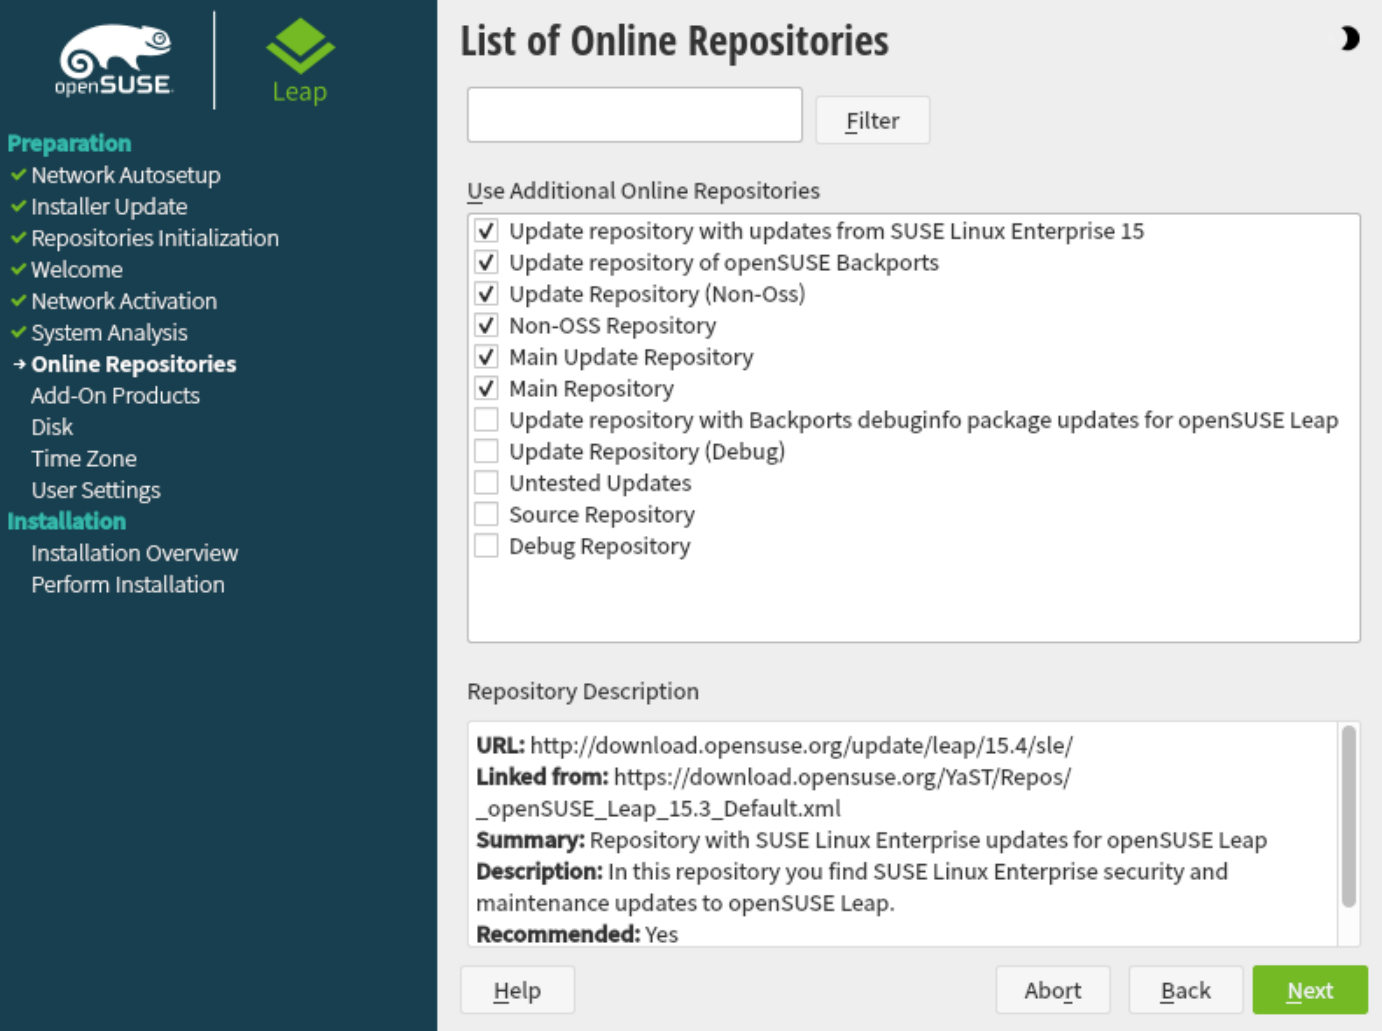 openSUSE
Leap
Preparation
Network Autosetup
Installer Update
Repositories Initialization
Welcome
Network Activation
System Analysis
Online Repositories
Add-On Products
Disk
Time Zone
User Settings
Installation
Installation Overview
Perform Installation
List of Online Repositories
Filter
Use Additional Online Repositories
Update repository with updates from SUSE Linux Enterprise 15
Update repository of openSUSE Backports
Update Repository (Non-Oss)
Non-OSS Repository
Main Update Repository
Main Repository
Update repository with Backports debuginfo package updates for openSUSE Leap
Update Repository (Debug)
Untested Updates
Source Repository
Debug Repository
Repository Description
URL: http://download.opensuse.org/update/leap/15.4/sle/
Linked from: https://download.opensuse.org/YaST/Repos/
_openSUSE_Leap_15.3_Default.xml
Summary: Repository with SUSE Linux Enterprise updates for openSUSE Leap
Description: In this repository you find SUSE Linux Enterprise security and
maintenance updates to openSUSE Leap.
Recommended: Yes
Help
Abort
Back
Next